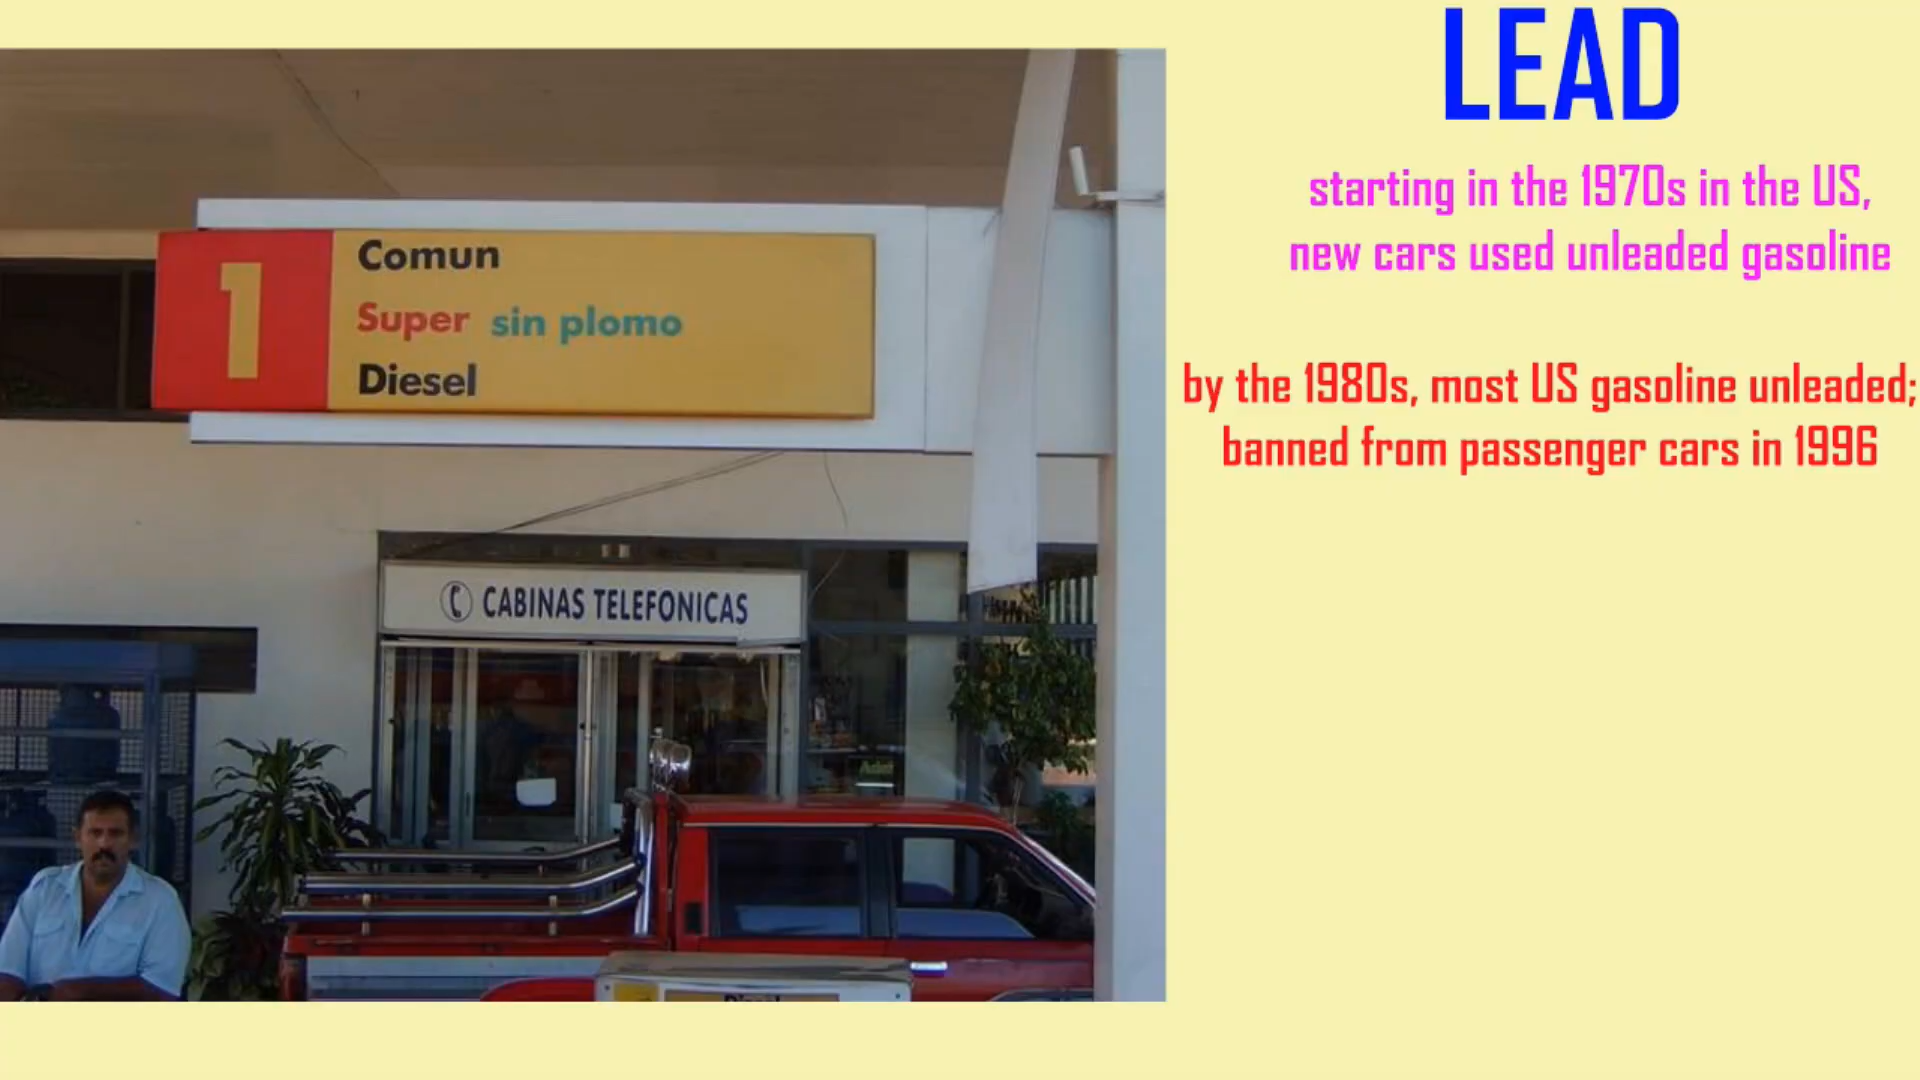 LEAD
starting in the 1970s in the US,
new cars used unleaded gasoline
by the 1980s, most US gasoline unleaded;
banned from passenger cars in 1996
1
Comun
Super sin plomo
Diesel
CABINAS TELEFONICAS
Diesel